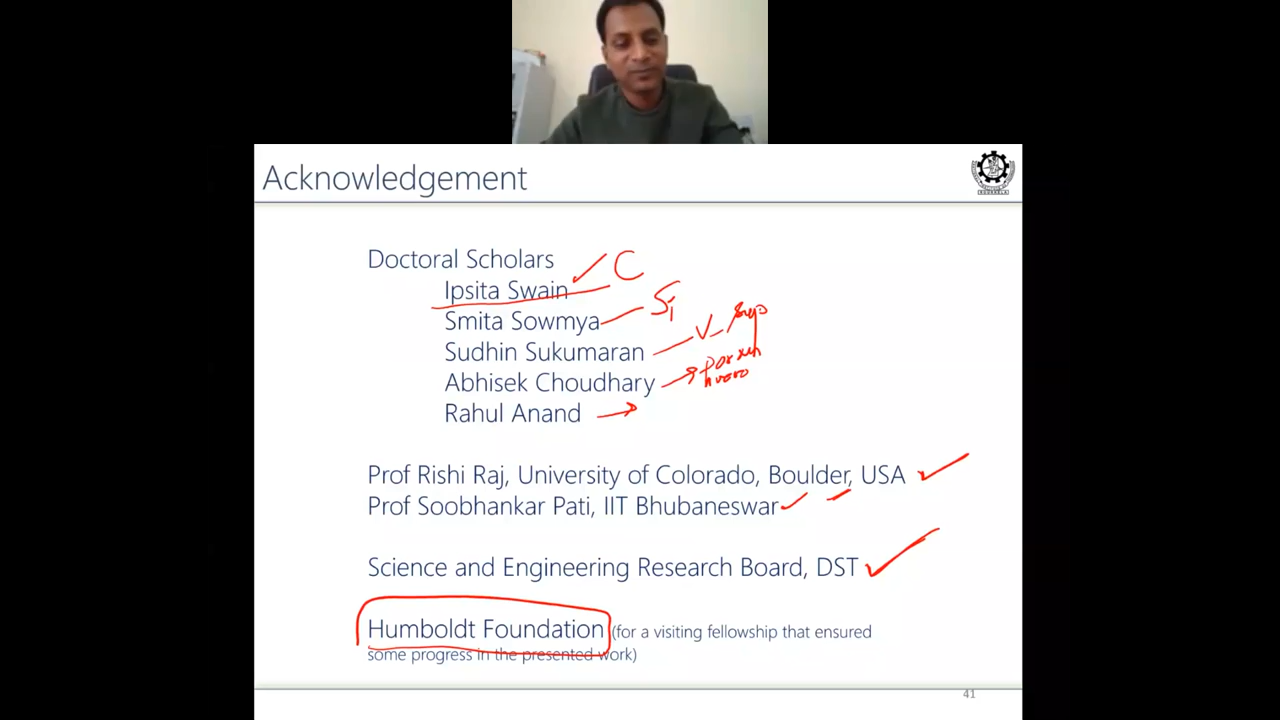 Acknowledgement
Doctoral Scholars
Ipsita Swain C
Smita Sowmya Si
Sudhin Sukumaran V
Abhisek Choudhary
Rahul Anand
Prof Rishi Raj, University of Colorado, Boulder, USA
Prof Soobhankar Pati, IIT Bhubaneswar
Science and Engineering Research Board, DST
Humboldt Foundation (for a visiting fellowship that ensured
some progress in the presented work)
41